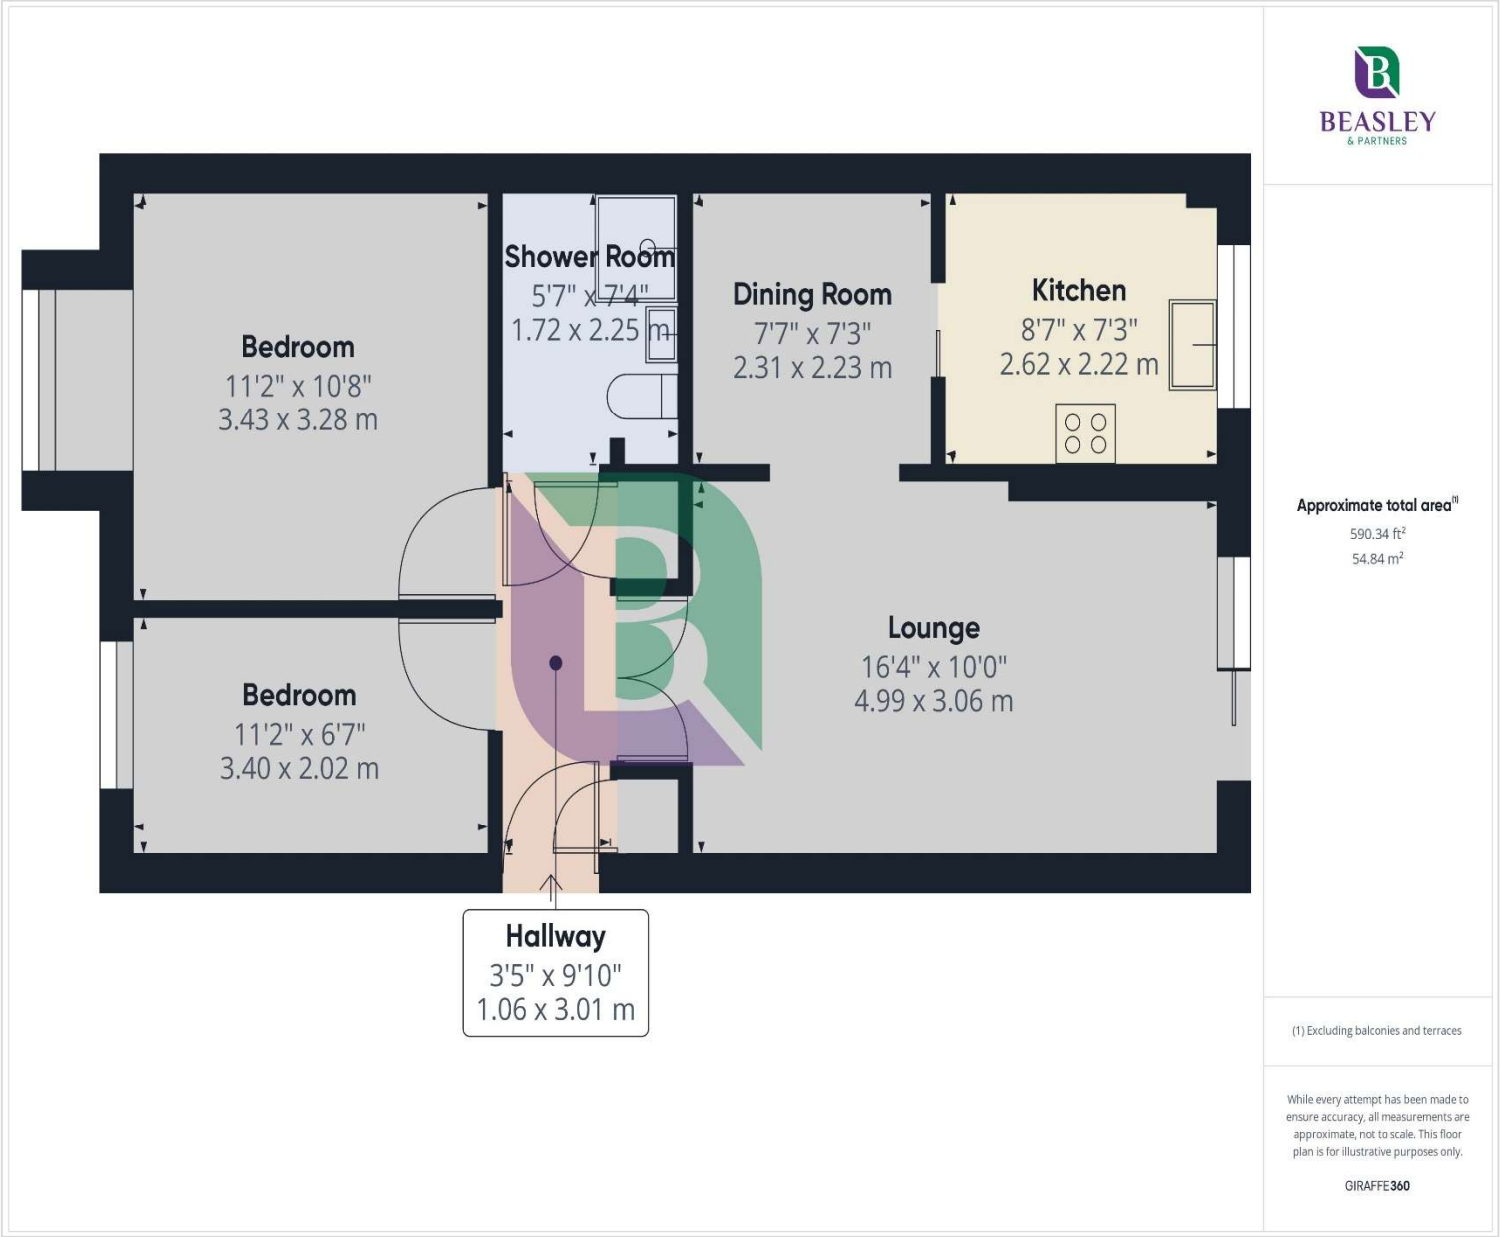 B
BEASLEY
& PARTNERS
Shower Room
5'7" x 7'4"
1.72 x 2.25 m
Dining Room
7'7" x 7'3"
2.31 x 2.23 m
Kitchen
8'7" x 7'3"
2.62 x 2.22 m
Bedroom
11'2" x 10'8"
3.43 x 3.28 m
Approximate total area(1)
590.34 ft²
54.84 m²
B
Lounge
16'4" x 10'0"
4.99 x 3.06 m
Bedroom
11'2" x 6'7"
3.40 x 2.02 m
Hallway
3'5" x 9'10"
1.06 x 3.01 m
(1) Excluding balconies and terraces
While every attempt has been made to
ensure accuracy, all measurements are
approximate, not to scale. This floor
plan is for illustrative purposes only.
GIRAFFE360